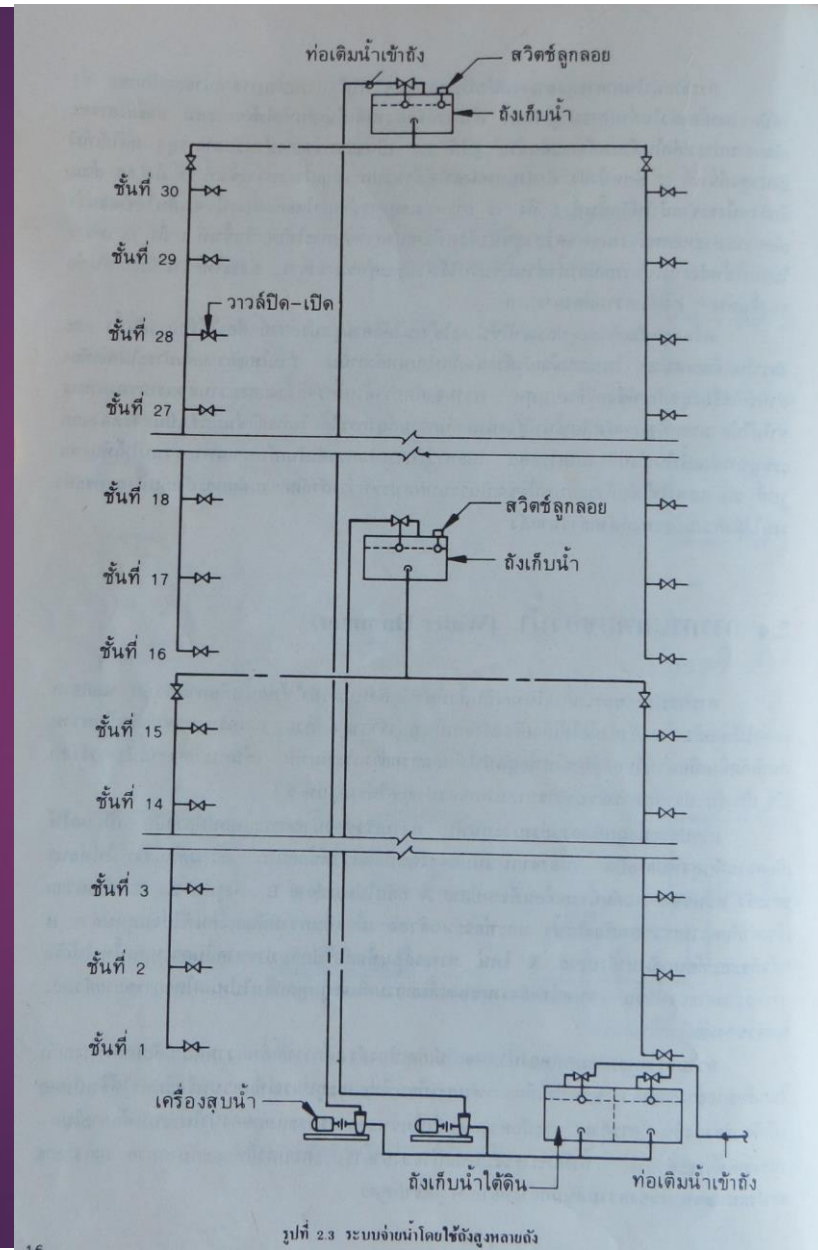 ท่อเติมน้ำเข้าถัง
สวิตช์ลูกลอย
ถังเก็บน้ำ
ชั้นที่ 30
ชั้นที่ 29
ชั้นที่ 28
วาวล์ปิด-เปิด
ชั้นที่ 27
ชั้นที่ 18
สวิตช์ลูกลอย
ถังเก็บน้ำ
ชั้นที่ 17
ชั้นที่ 16
ชั้นที่ 15
ชั้นที่ 14
ชั้นที่ 3
ชั้นที่ 2
ชั้นที่ 1
เครื่องสูบน้ำ
ถังเก็บน้ำใต้ดิน
ท่อเติมน้ำเข้าถัง
รูปที่ 2.3 ระบบจ่ายน้ำโดยใช้ถังสูงหลายถัง
16